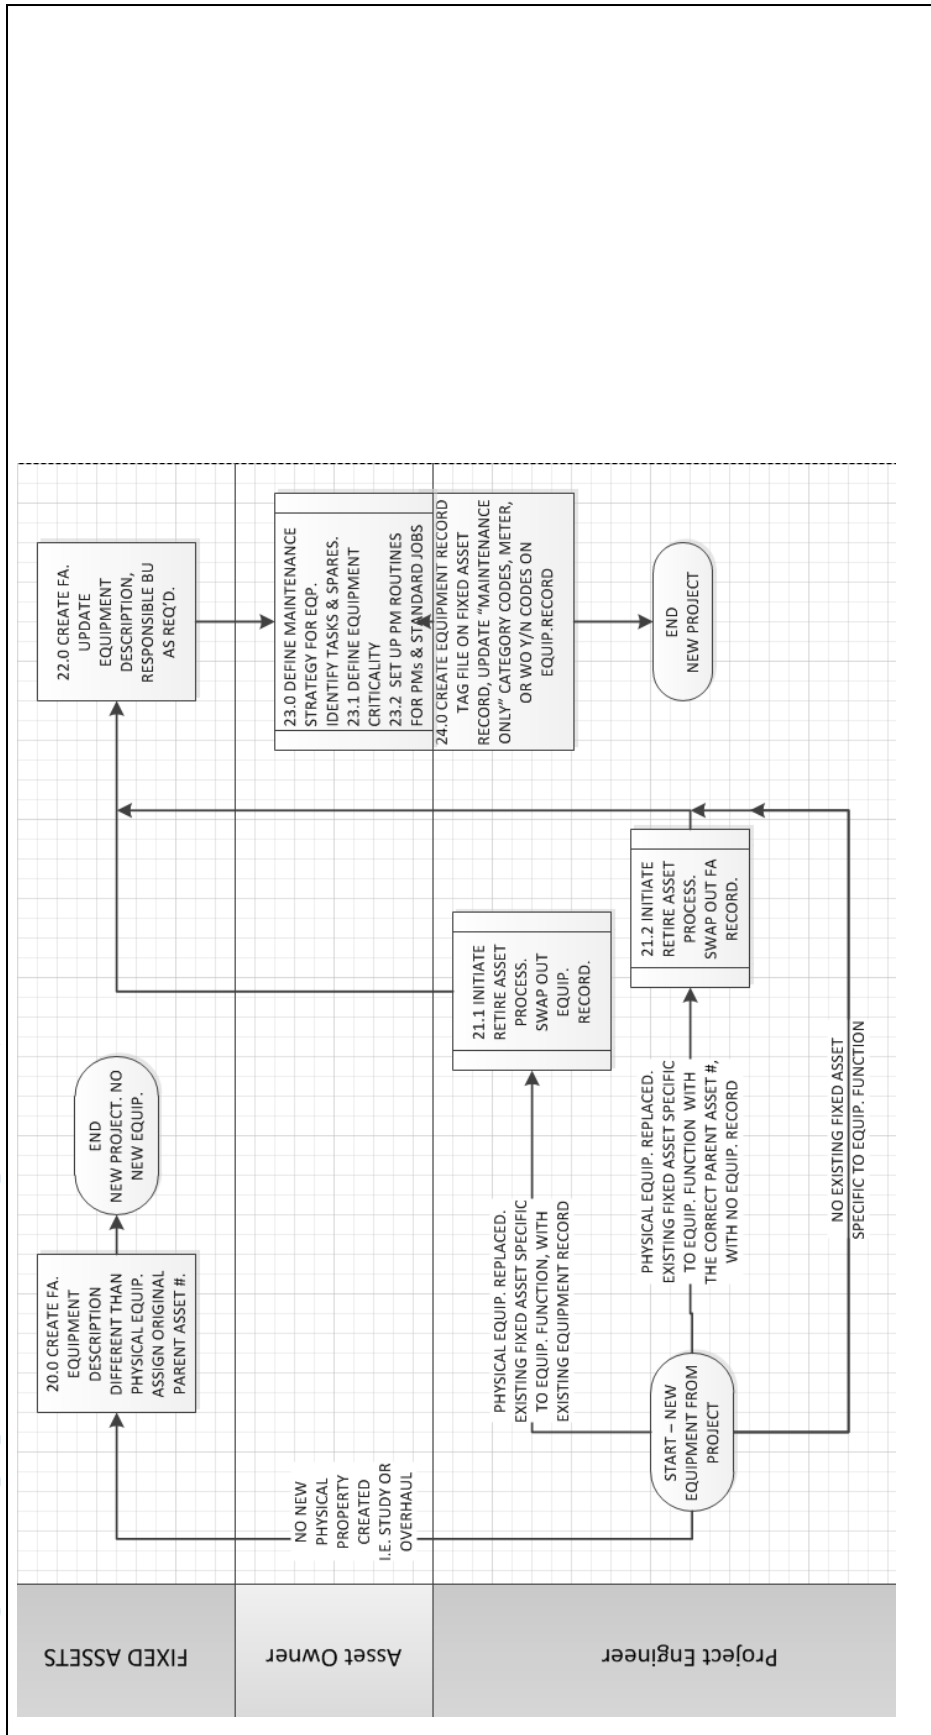 FIXED ASSETS
Asset Owner
Project Engineer
NO NEW
PHYSICAL
PROPERTY
CREATED
I.E. STUDY OR
OVERHAUL
20.0 CREATE FA.
EQUIPMENT
DESCRIPTION
DIFFERENT THAN
PHYSICAL EQUIP.
ASSIGN ORIGINAL
PARENT ASSET #.
END
NEW PROJECT. NO
NEW EQUIP.
START – NEW
EQUIPMENT FROM
PROJECT
PHYSICAL EQUIP. REPLACED.
EXISTING FIXED ASSET SPECIFIC
TO EQUIP. FUNCTION, WITH
EXISTING EQUIPMENT RECORD
21.1 INITIATE
RETIRE ASSET
PROCESS.
SWAP OUT
EQUIP.
RECORD.
PHYSICAL EQUIP. REPLACED.
EXISTING FIXED ASSET SPECIFIC
TO EQUIP. FUNCTION WITH
THE CORRECT PARENT ASSET #,
WITH NO EQUIP. RECORD
21.2 INITIATE
RETIRE ASSET
PROCESS.
SWAP OUT FA
RECORD.
NO EXISTING FIXED ASSET
SPECIFIC TO EQUIP. FUNCTION
22.0 CREATE FA.
UPDATE
EQUIPMENT
DESCRIPTION,
RESPONSIBLE BU
AS REQ'D.
23.0 DEFINE MAINTENANCE
STRATEGY FOR EQP.
IDENTIFY TASKS & SPARES.
23.1 DEFINE EQUIPMENT
CRITICALITY
23.2 SET UP PM ROUTINES
FOR PMs & STANDARD JOBS
24.0 CREATE EQUIPMENT RECORD
TAG FILE ON FIXED ASSET
RECORD, UPDATE “MAINTENANCE
ONLY” CATEGORY CODES, METER,
OR WO Y/N CODES ON
EQUIP.RECORD
END
NEW PROJECT